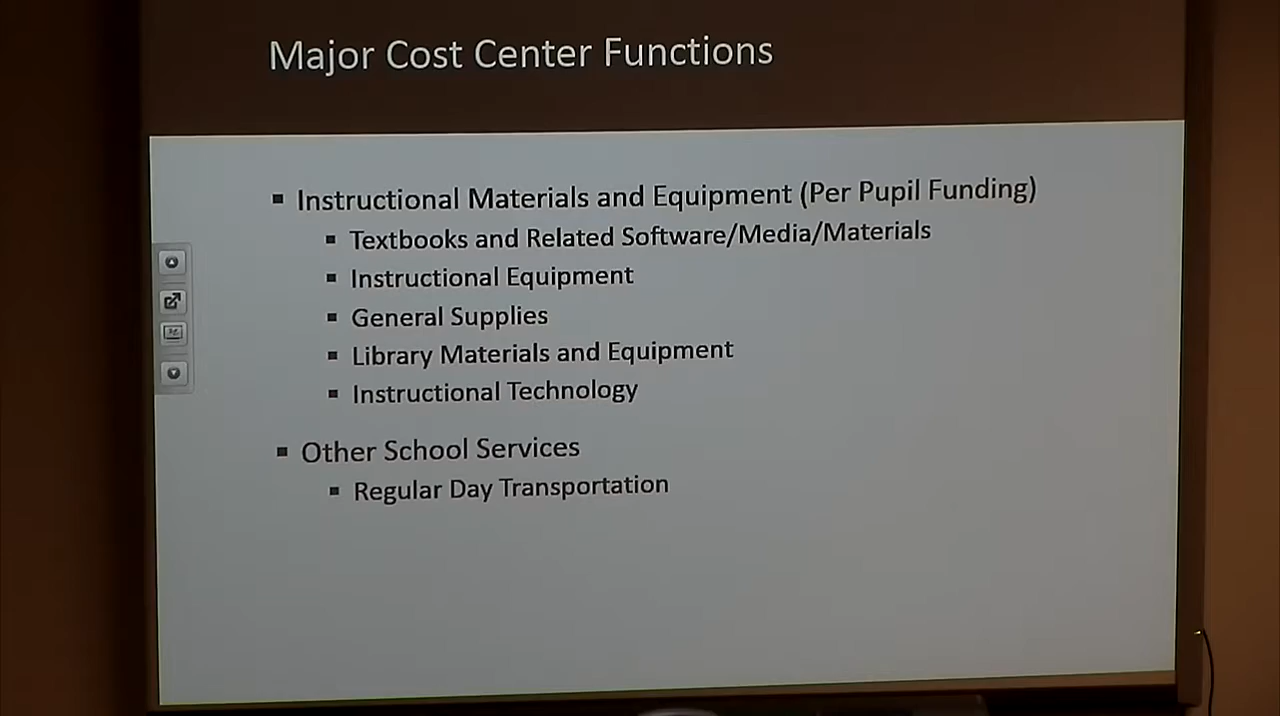 Major Cost Center Functions
▪ Instructional Materials and Equipment (Per Pupil Funding)
▪ Textbooks and Related Software/Media/Materials
▪ Instructional Equipment
▪ General Supplies
▪ Library Materials and Equipment
▪ Instructional Technology
▪ Other School Services
▪ Regular Day Transportation